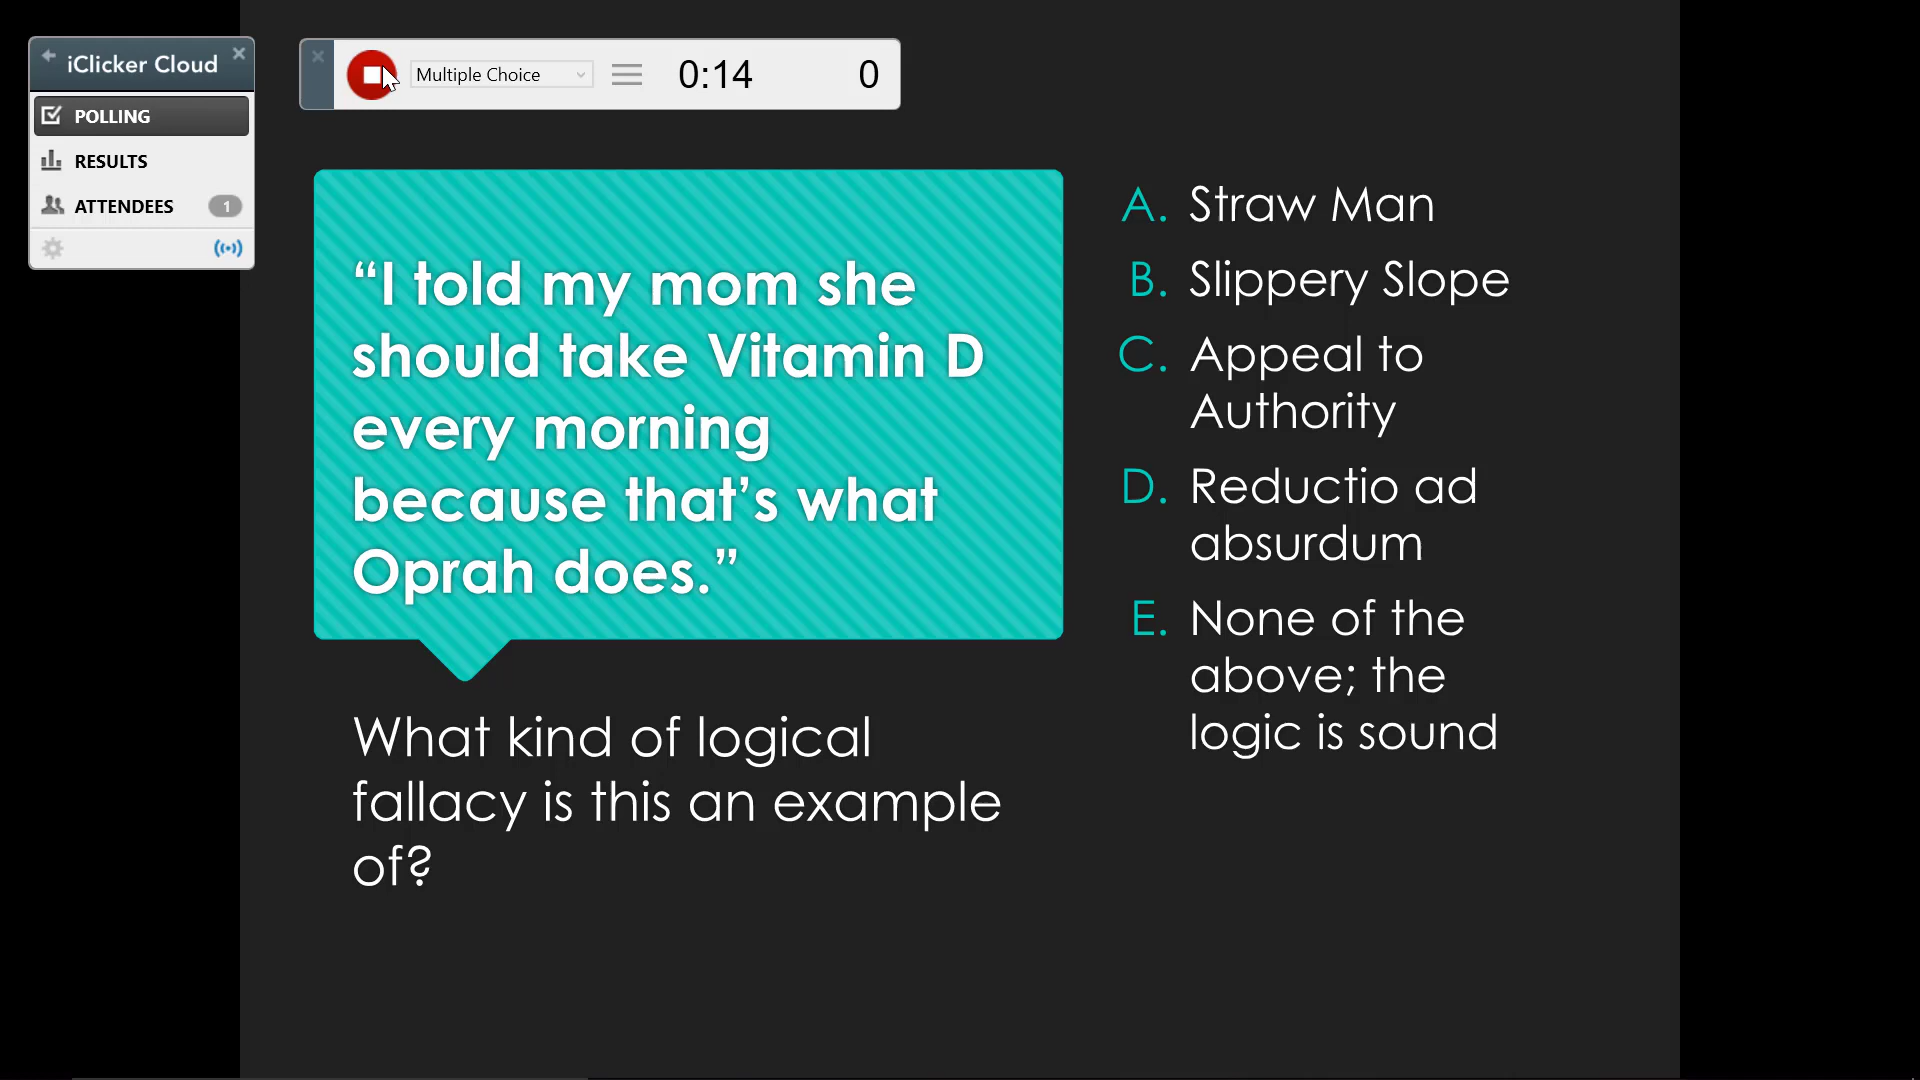 iClicker Cloud
POLLING
RESULTS
ATTENDEES 1
Multiple Choice 0:14 0
“I told my mom she
should take Vitamin D
every morning
because that’s what
Oprah does.”
What kind of logical
fallacy is this an example
of?
A. Straw Man
B. Slippery Slope
C. Appeal to
Authority
D. Reductio ad
absurdum
E. None of the
above; the
logic is sound